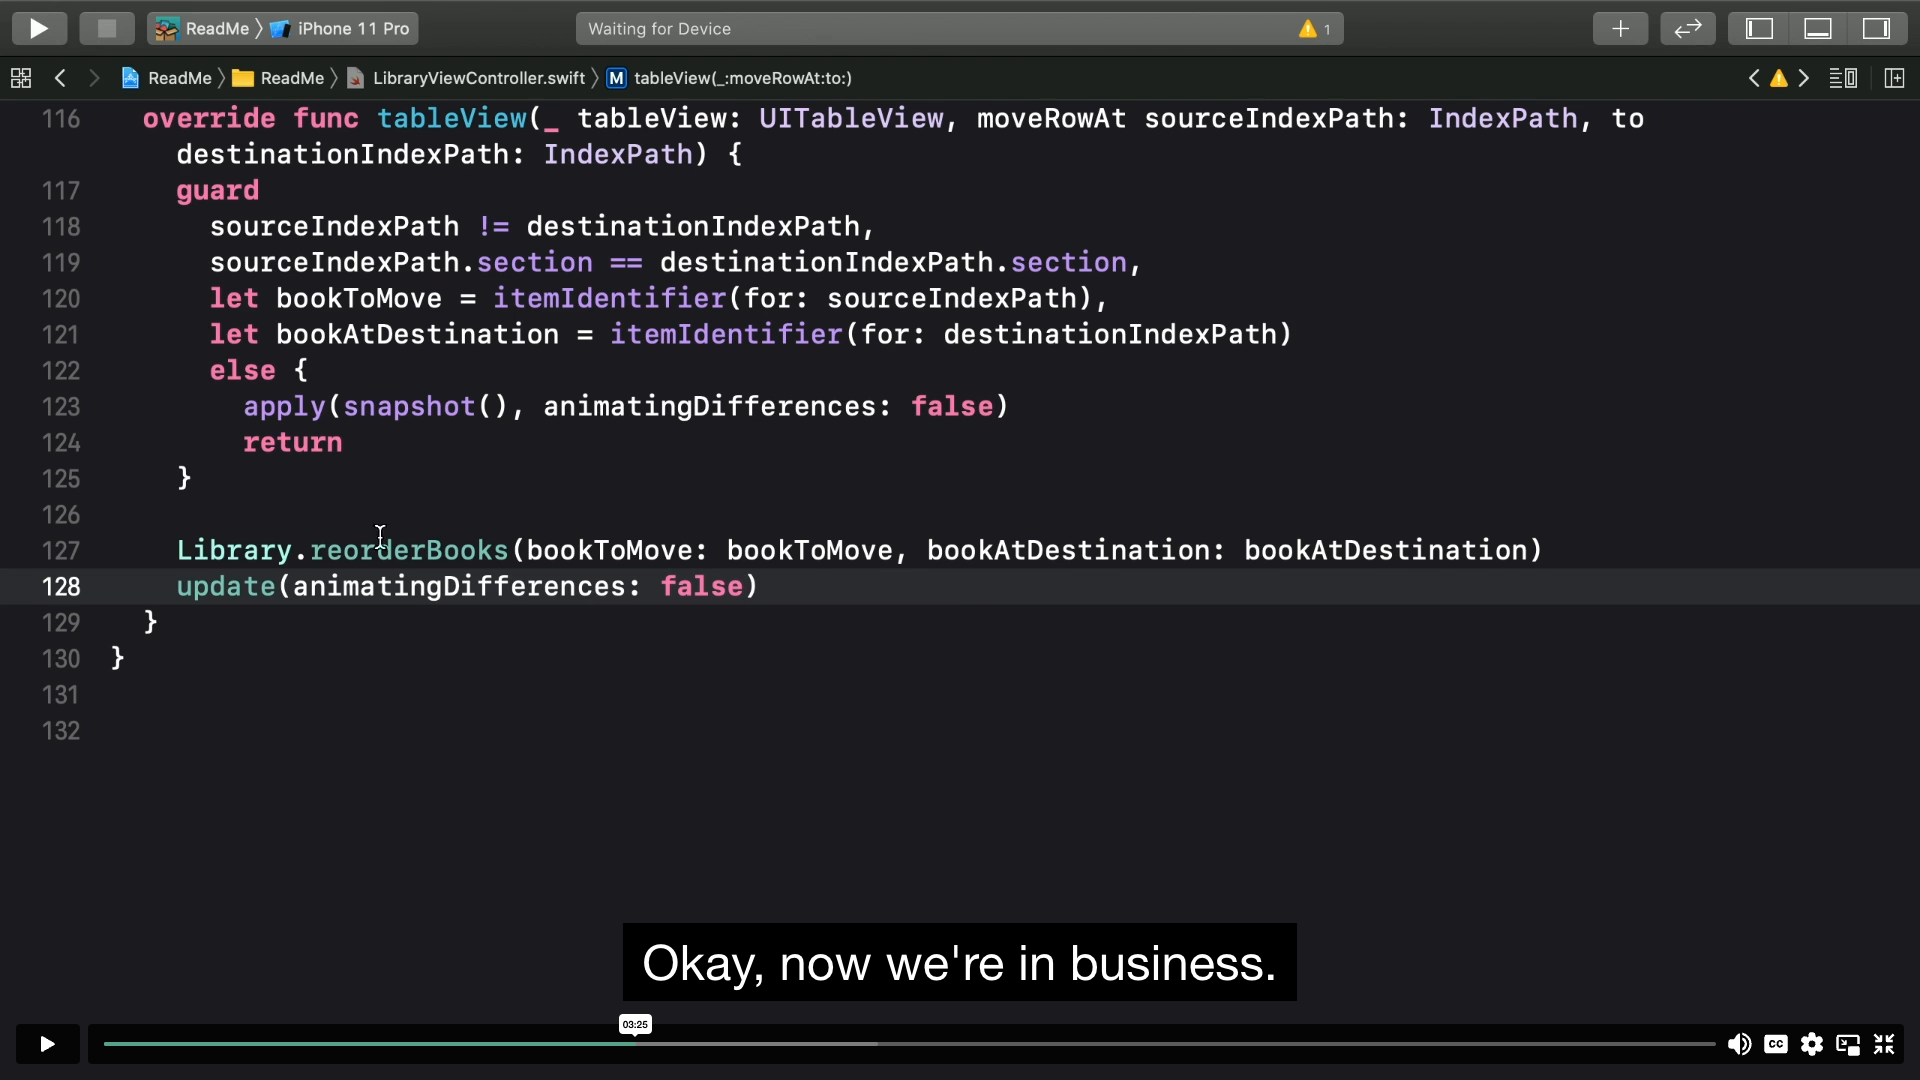 ReadMe 〉 iPhone 11 Pro
Waiting for Device
1
ReadMe 〉 ReadMe 〉 LibraryViewController.swift 〉 M tableView(_:moveRowAt:to:)
116 override func tableView(_ tableView: UITableView, moveRowAt sourceIndexPath: IndexPath, to
destinationIndexPath: IndexPath) {
117 guard
118 sourceIndexPath != destinationIndexPath,
119 sourceIndexPath.section == destinationIndexPath.section,
120 let bookToMove = itemIdentifier(for: sourceIndexPath),
121 let bookAtDestination = itemIdentifier(for: destinationIndexPath)
122 else {
123 apply(snapshot(), animatingDifferences: false)
124 return
125 }
126
127 Library.reorderBooks(bookToMove: bookToMove, bookAtDestination: bookAtDestination)
128 update(animatingDifferences: false)
129 }
130 }
131
132
Okay, now we're in business.
03:25
CC